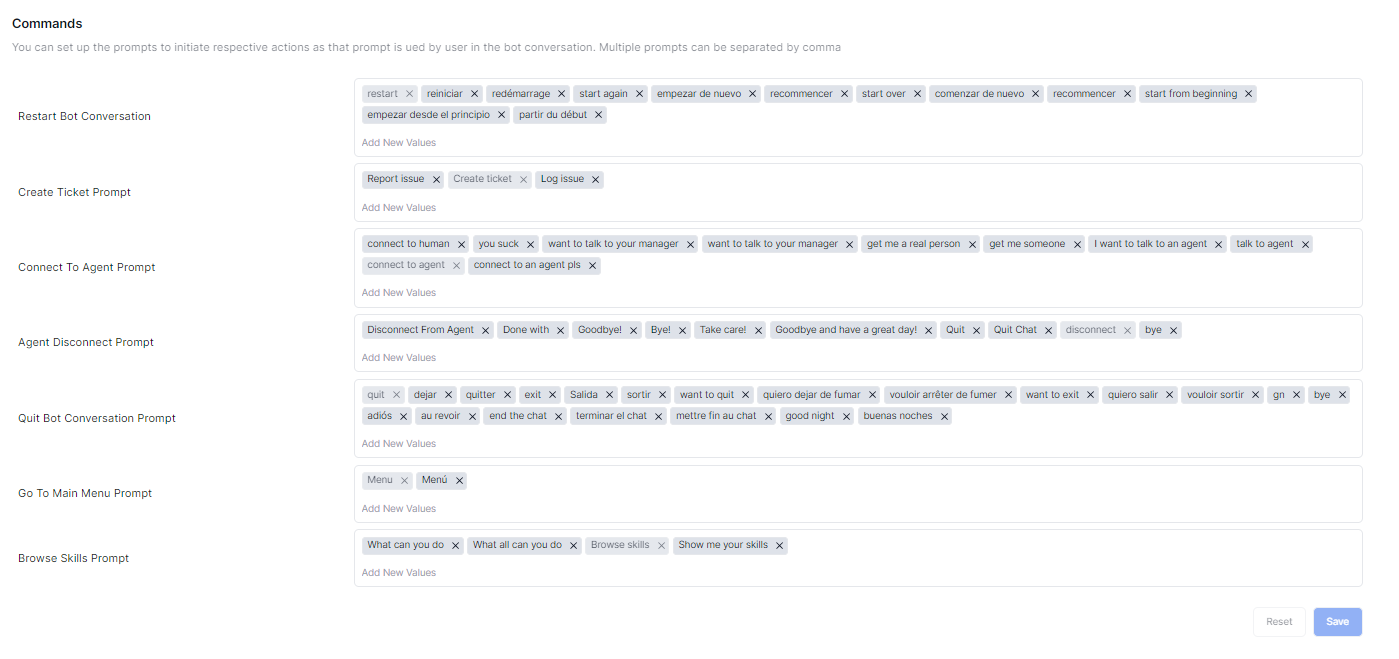 Commands
You can set up the prompts to initiate respective actions as that prompt is ued by user in the bot conversation. Multiple prompts can be separated by comma
Restart Bot Conversation
restart × reiniciar × redémarrage × start again × empezar de nuevo × recommencer × start over × comenzar de nuevo × recommencer × start from beginning ×
empezar desde el principio × partir du début ×
Add New Values
Create Ticket Prompt
Report issue × Create ticket × Log issue ×
Add New Values
Connect To Agent Prompt
connect to human × you suck × want to talk to your manager × want to talk to your manager × get me a real person × get me someone × I want to talk to an agent × talk to agent ×
connect to agent × connect to an agent pls ×
Add New Values
Agent Disconnect Prompt
Disconnect From Agent × Done with × Goodbye! × Bye! × Take care! × Goodbye and have a great day! × Quit × Quit Chat × disconnect × bye ×
Add New Values
Quit Bot Conversation Prompt
quit × dejar × quitter × exit × Salida × sortir × want to quit × quiero dejar de fumar × vouloir arrêter de fumer × want to exit × quiero salir × vouloir sortir × gn × bye ×
adiós × au revoir × end the chat × terminar el chat × mettre fin au chat × good night × buenas noches ×
Add New Values
Go To Main Menu Prompt
Menu × Menú ×
Add New Values
Browse Skills Prompt
What can you do × What all can you do × Browse skills × Show me your skills ×
Add New Values
Reset Save